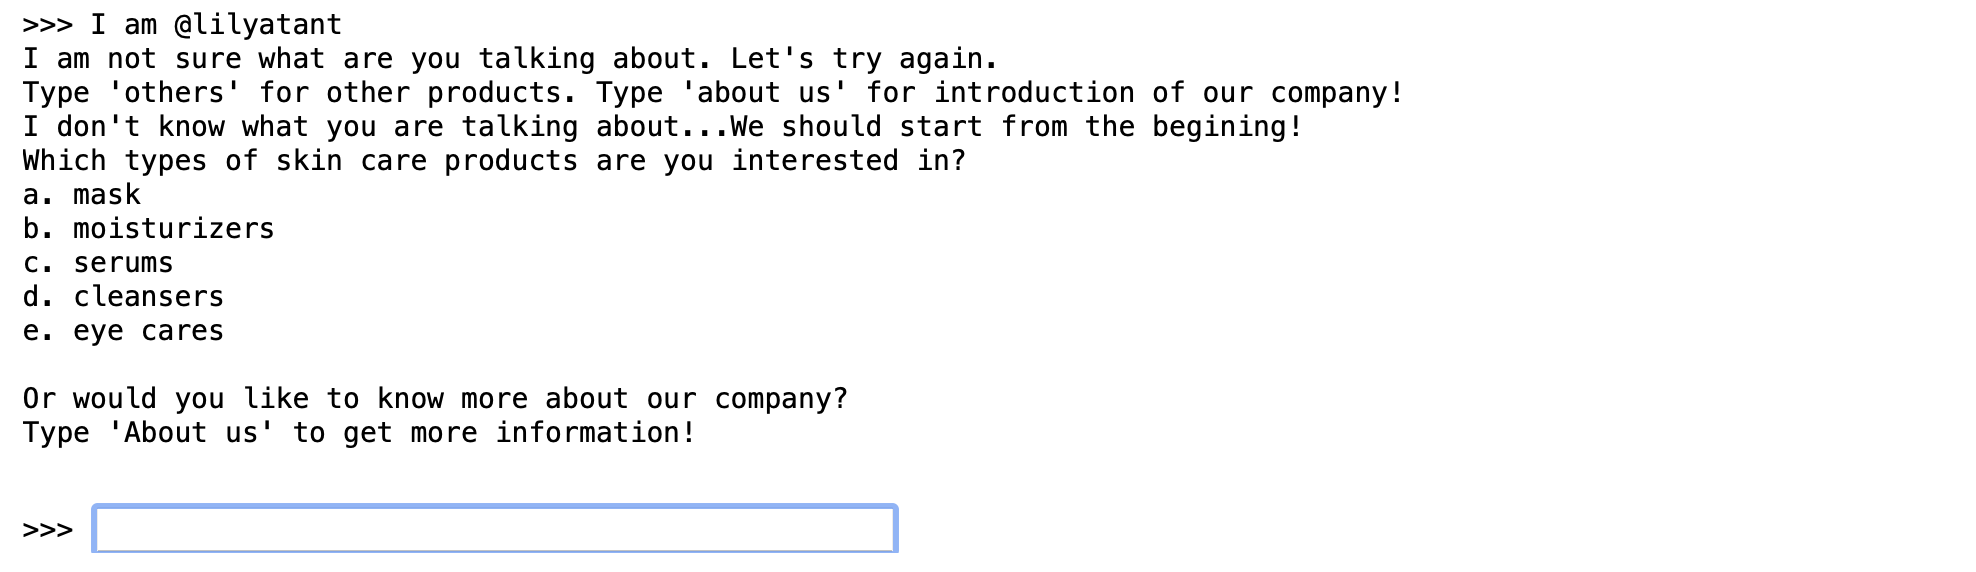 >>> I am @lilyatant
I am not sure what are you talking about. Let's try again.
Type 'others' for other products. Type 'about us' for introduction of our company!
I don't know what you are talking about...We should start from the begining!
Which types of skin care products are you interested in?
a. mask
b. moisturizers
c. serums
d. cleansers
e. eye cares
Or would you like to know more about our company?
Type 'About us' to get more information!
>>>